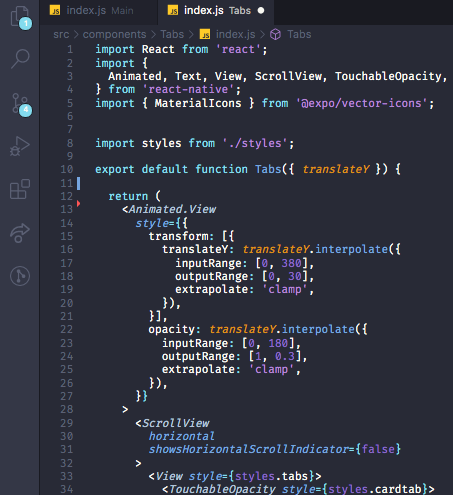 index.js Main
index.js Tabs
1
4
src > components > Tabs > index.js > Tabs
1 import React from 'react';
2 import {
3 Animated, Text, View, ScrollView, TouchableOpacity,
4 } from 'react-native';
5 import { MaterialIcons } from '@expo/vector-icons';
6
7
8 import styles from './styles';
9
10 export default function Tabs({ translateY }) {
11
12 return (
13 <Animated.View
14 style={{
15 transform: [{
16 translateY: translateY.interpolate({
17 inputRange: [0, 380],
18 outputRange: [0, 30],
19 extrapolate: 'clamp',
20 }),
21 }],
22 opacity: translateY.interpolate({
23 inputRange: [0, 180],
24 outputRange: [1, 0.3],
25 extrapolate: 'clamp',
26 }),
27 }}
28 >
29 <ScrollView
30 horizontal
31 showsHorizontalScrollIndicator={false}
32 >
33 <View style={styles.tabs}>
34 <TouchableOpacity style={styles.cardtab}>